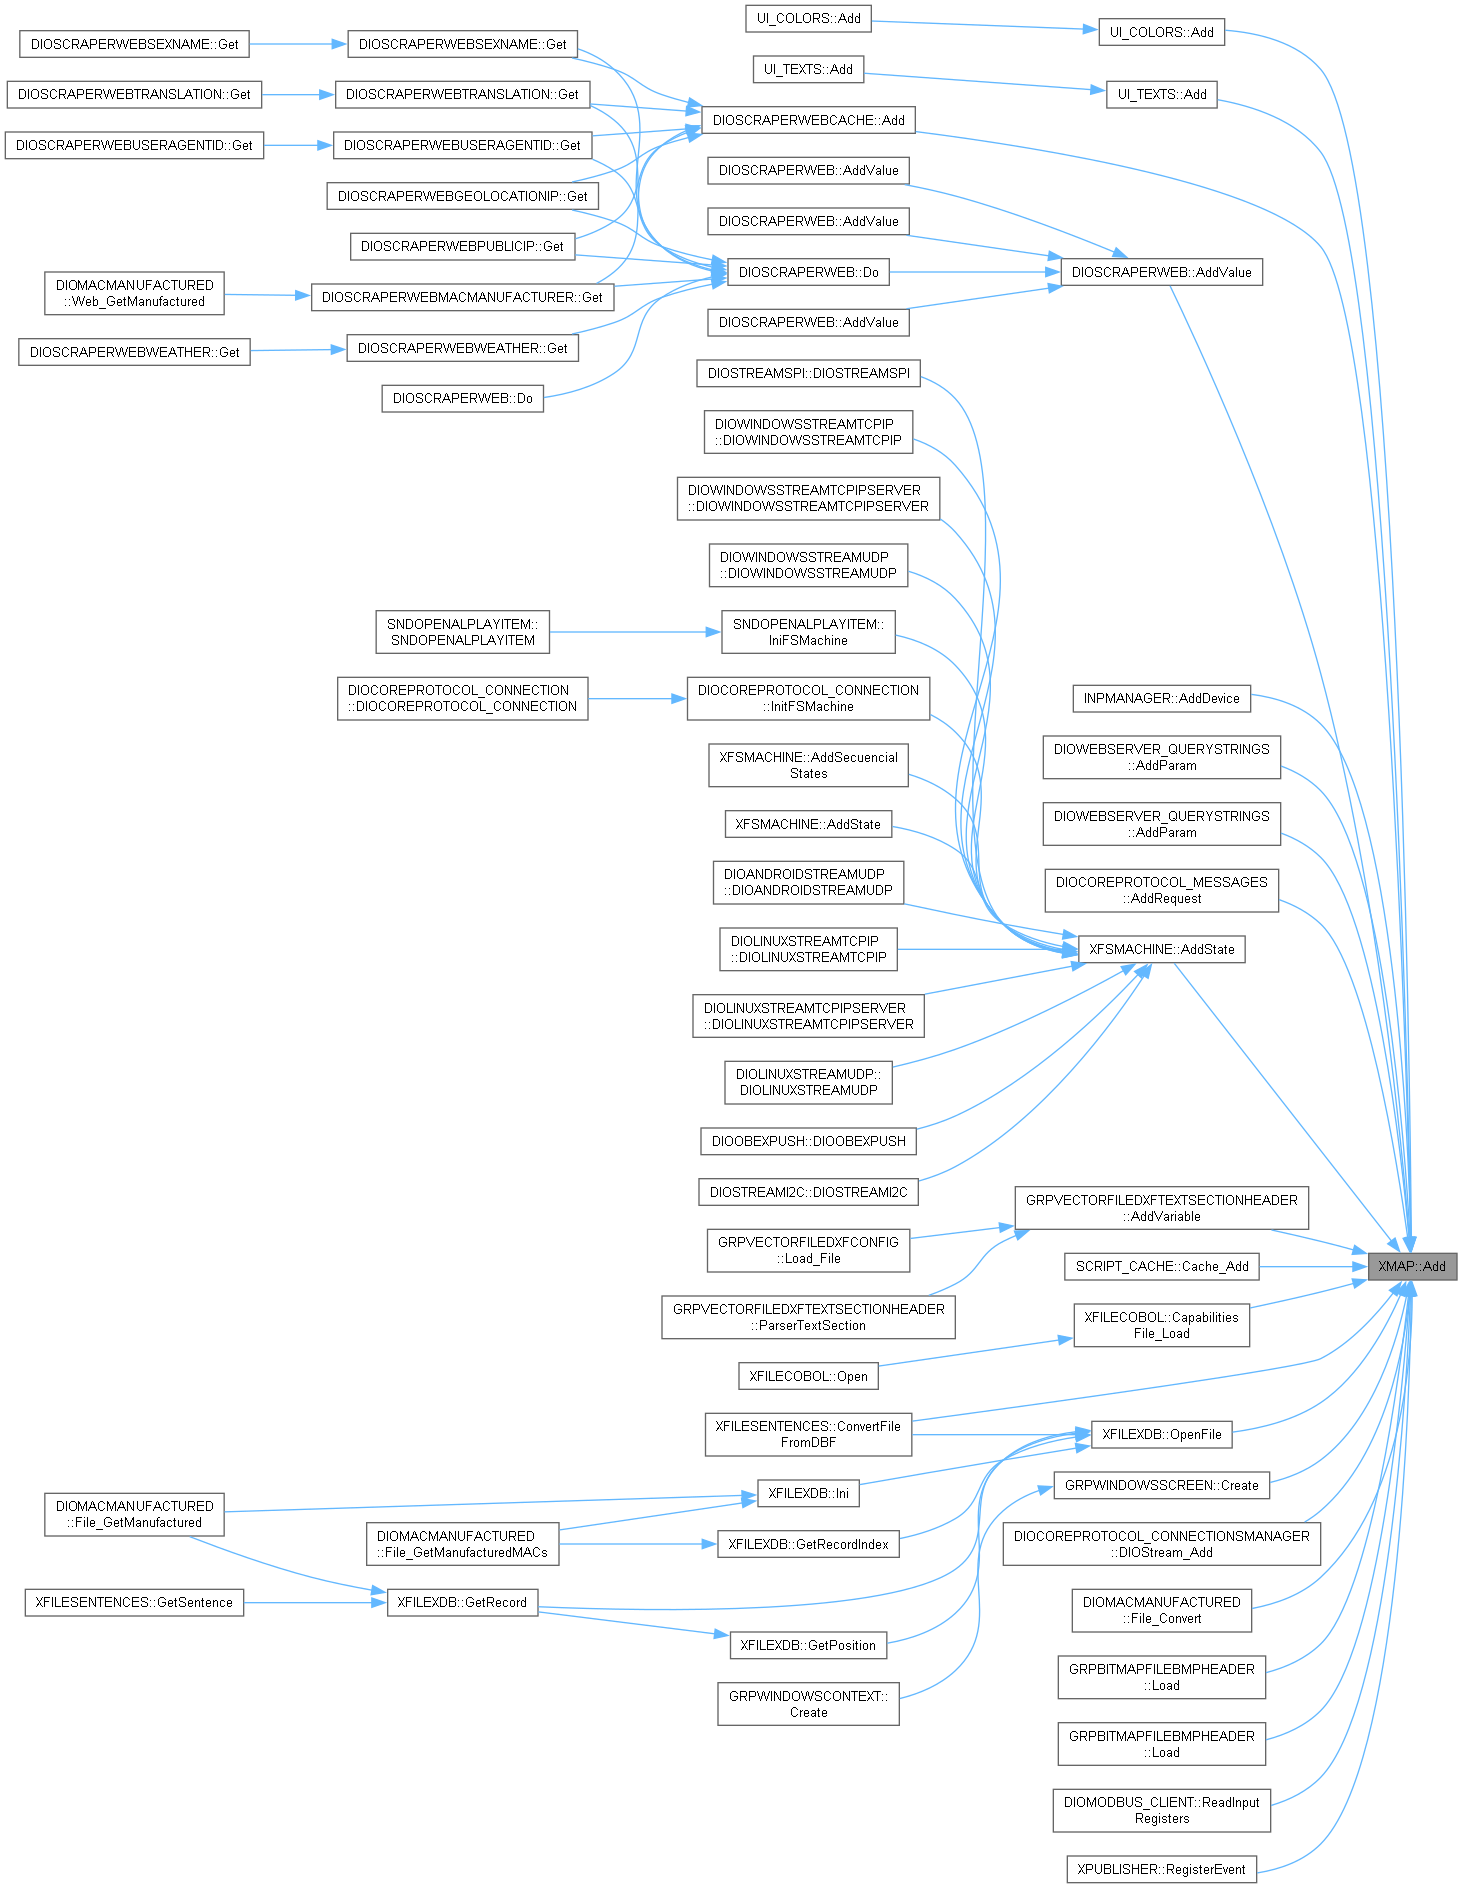 UI_COLORS::Add
UI_COLORS::Add
DIOSCRAPERWEBSEXNAME::Get
DIOSCRAPERWEBSEXNAME::Get
UI_TEXTS::Add
UI_TEXTS::Add
DIOSCRAPERWEBTRANSLATION::Get
DIOSCRAPERWEBTRANSLATION::Get
DIOSCRAPERWEBCACHE::Add
DIOSCRAPERWEBUSERAGENTID::Get
DIOSCRAPERWEBUSERAGENTID::Get
DIOSCRAPERWEB::AddValue
DIOSCRAPERWEBGEOLOCATIONIP::Get
DIOSCRAPERWEB::AddValue
DIOSCRAPERWEBPUBLICIP::Get
DIOSCRAPERWEB::Do
DIOSCRAPERWEB::AddValue
DIOMACMANUFACTURED
::Web_GetManufactured
DIOSCRAPERWEBMACMANUFACTURER::Get
DIOSCRAPERWEB::AddValue
DIOSCRAPERWEBWEATHER::Get
DIOSCRAPERWEBWEATHER::Get
DIOSTREAMSPI::DIOSTREAMSPI
DIOSCRAPERWEB::Do
DIOWINDOWSSTREAMTCPIP
::DIOWINDOWSSTREAMTCPIP
DIOWINDOWSSTREAMTCPIPSERVER
::DIOWINDOWSSTREAMTCPIPSERVER
DIOWINDOWSSTREAMUDP
::DIOWINDOWSSTREAMUDP
SNDOPENALPLAYITEM::
SNDOPENALPLAYITEM
SNDOPENALPLAYITEM::
IniFSMachine
DIOCOREPROTOCOL_CONNECTION
::DIOCOREPROTOCOL_CONNECTION
DIOCOREPROTOCOL_CONNECTION
::InitFSMachine
INPMANAGER::AddDevice
XFSMACHINE::AddSecuencial
States
DIOWEBSERVER_QUERYSTRINGS
::AddParam
XFSMACHINE::AddState
DIOWEBSERVER_QUERYSTRINGS
::AddParam
DIOANDROIDSTREAMUDP
::DIOANDROIDSTREAMUDP
DIOCOREPROTOCOL_MESSAGES
::AddRequest
DIOLINUXSTREAMTCPIP
::DIOLINUXSTREAMTCPIP
XFSMACHINE::AddState
DIOLINUXSTREAMTCPIPSERVER
::DIOLINUXSTREAMTCPIPSERVER
DIOLINUXSTREAMUDP::
DIOLINUXSTREAMUDP
DIOOBEXPUSH::DIOOBEXPUSH
DIOSTREAMI2C::DIOSTREAMI2C
GRPVECTORFILEDXFTEXTSECTIONHEADER
::AddVariable
GRPVECTORFILEDXFCONFIG
::Load_File
SCRIPT_CACHE::Cache_Add
XMAP::Add
GRPVECTORFILEDXFTEXTSECTIONHEADER
::ParserTextSection
XFILECOBOL::Capabilities
File_Load
XFILECOBOL::Open
XFILESENTENCES::ConvertFile
FromDBF
XFILEXDB::OpenFile
XFILEXDB::Ini
GRPWINDOWSSCREEN::Create
DIOMACMANUFACTURED
::File_GetManufactured
DIOMACMANUFACTURED
::File_GetManufacturedMACs
XFILEXDB::GetRecordIndex
DIOCOREPROTOCOL_CONNECTIONSMANAGER
::DIOStream_Add
XFILESENTENCES::GetSentence
XFILEXDB::GetRecord
DIOMACMANUFACTURED
::File_Convert
XFILEXDB::GetPosition
GRPBITMAPFILEBMPHEADER
::Load
GRPWINDOWSCONTEXT::
Create
GRPBITMAPFILEBMPHEADER
::Load
DIOMODBUS_CLIENT::ReadInput
Registers
XPUBLISHER::RegisterEvent